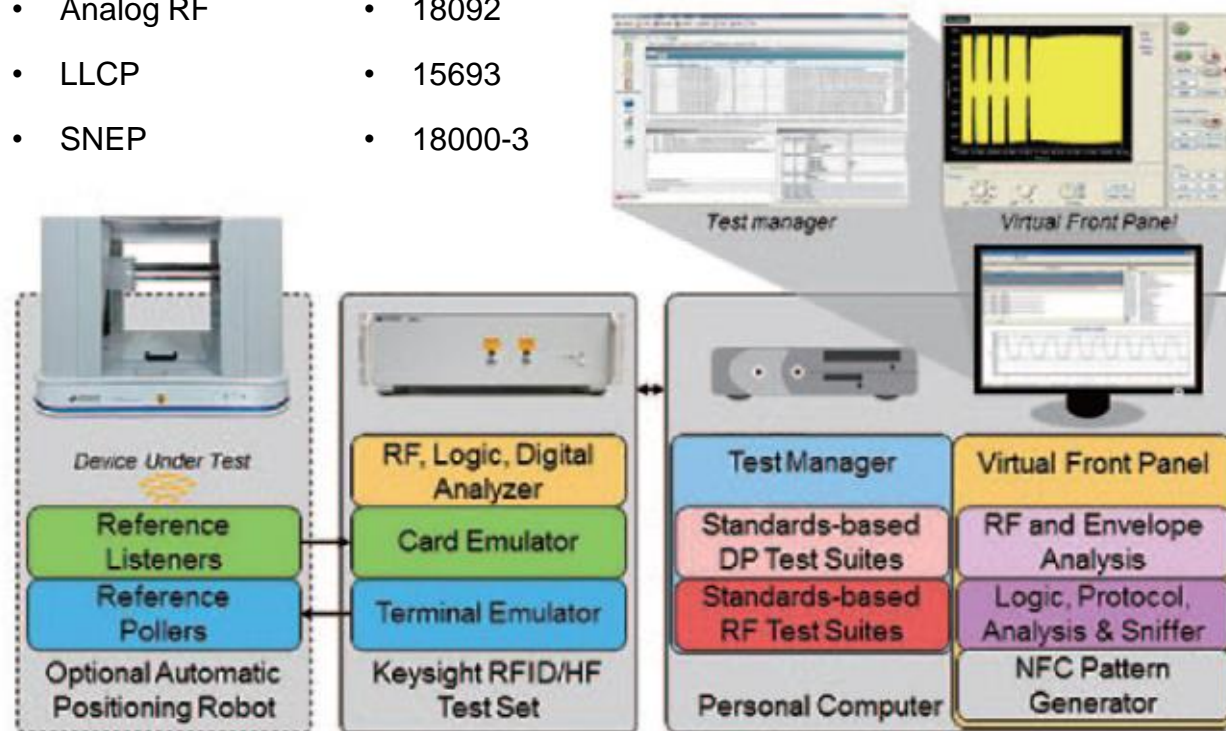 • Analog RF
• 18092
• LLCP
• 15693
• SNEP
• 18000-3
Test manager
Virtual Front Panel
Device Under Test
Reference
Listeners
Reference
Pollers
Optional Automatic
Positioning Robot
RF, Logic, Digital
Analyzer
Card Emulator
Terminal Emulator
Keysight RFID/HF
Test Set
Test Manager
Standards-based
DP Test Suites
Standards-based
RF Test Suites
Personal Computer
Virtual Front Panel
RF and Envelope
Analysis
Logic, Protocol,
Analysis & Sniffer
NFC Pattern
Generator